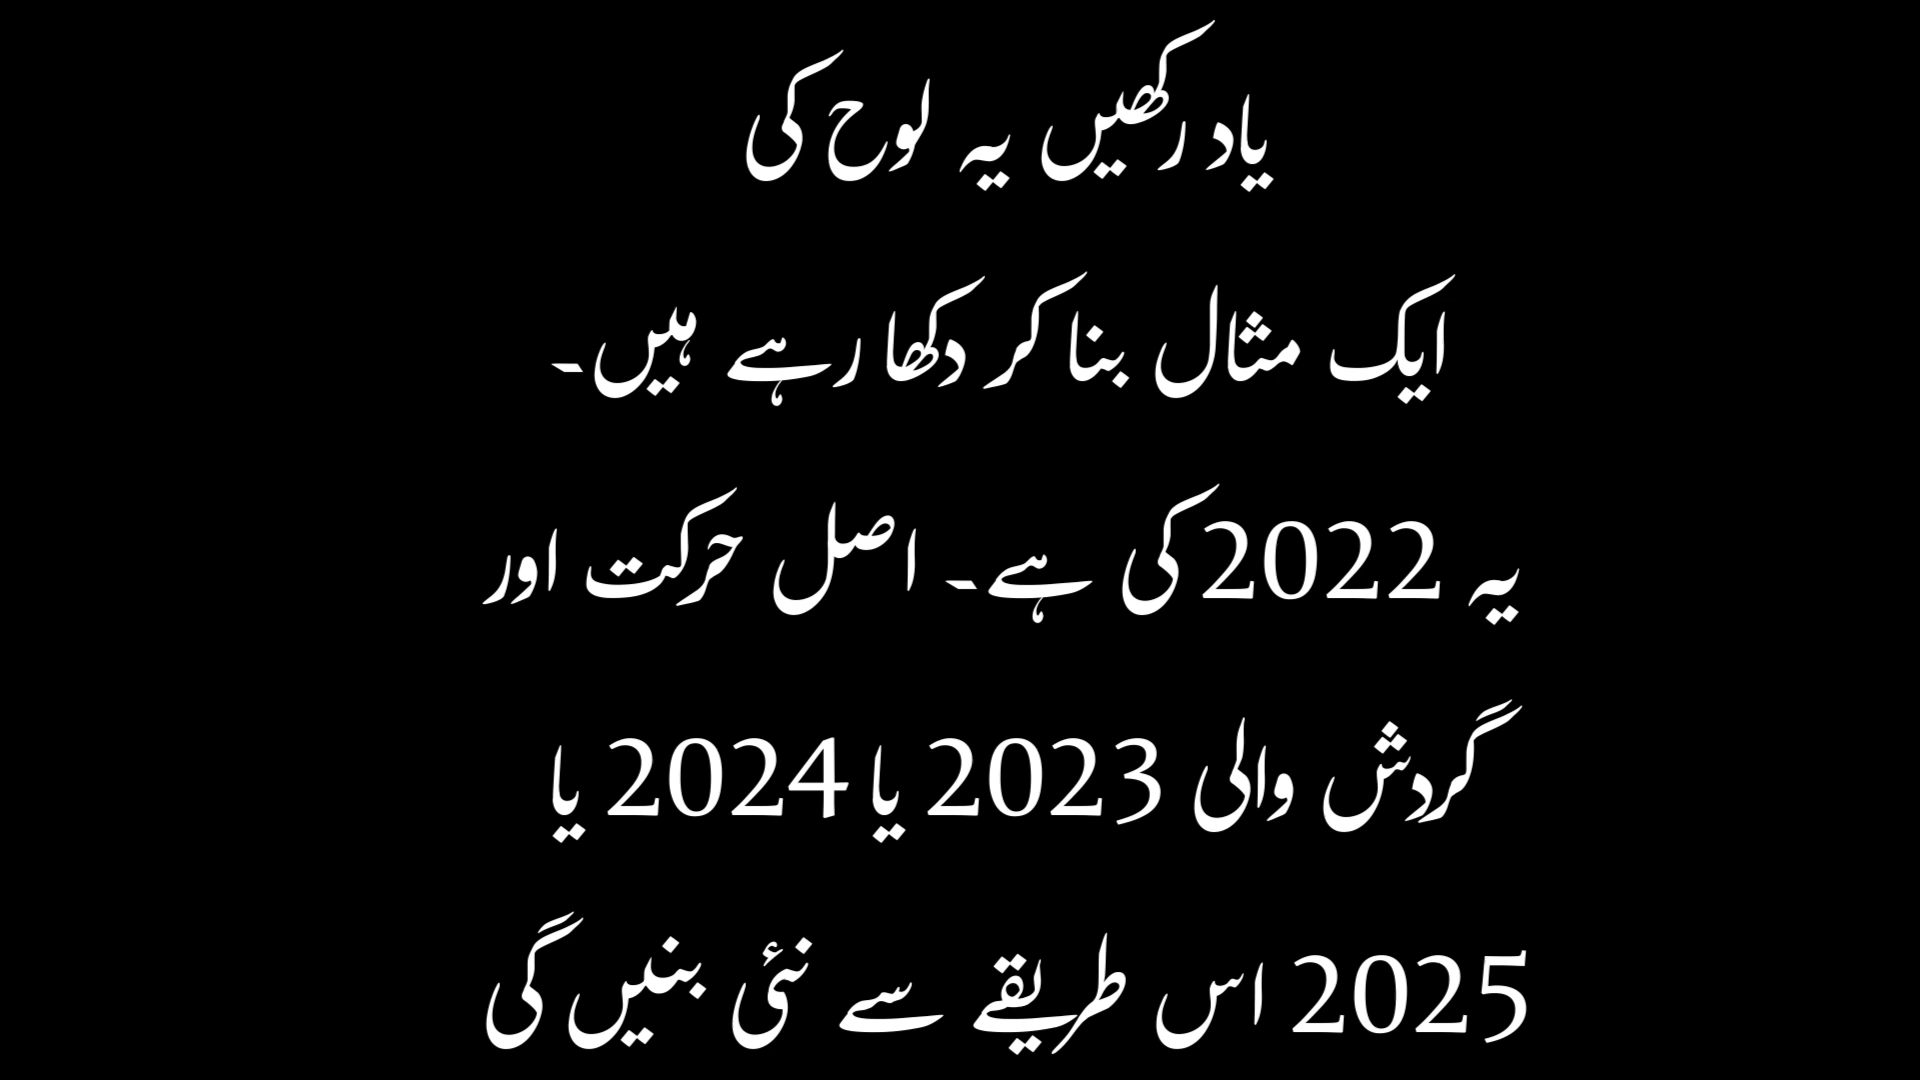 یاد رکھیں یہ لوح کی
ایک مثال بنا کر دکھا رہے ہیں۔
یہ 2022 کی ہے۔ اصل حرکت اور
گردش والی 2023 یا 2024 یا
2025 اس طریقے سے نئی بنیں گی